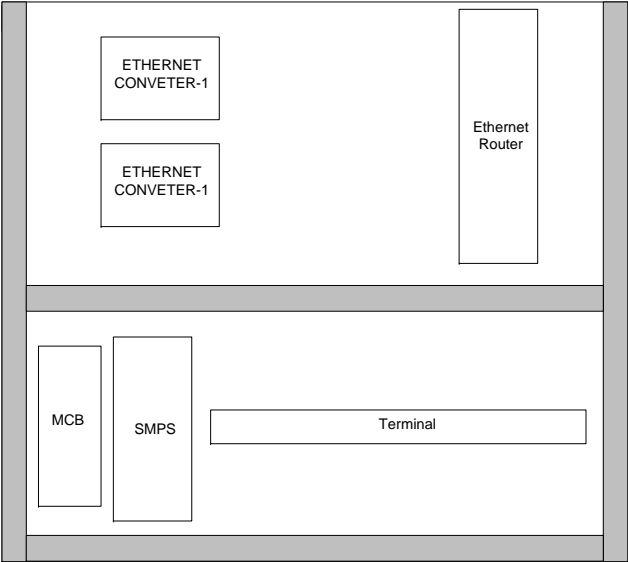 ETHERNET
CONVETER-1
Ethernet
Router
ETHERNET
CONVETER-1
MCB
SMPS
Terminal